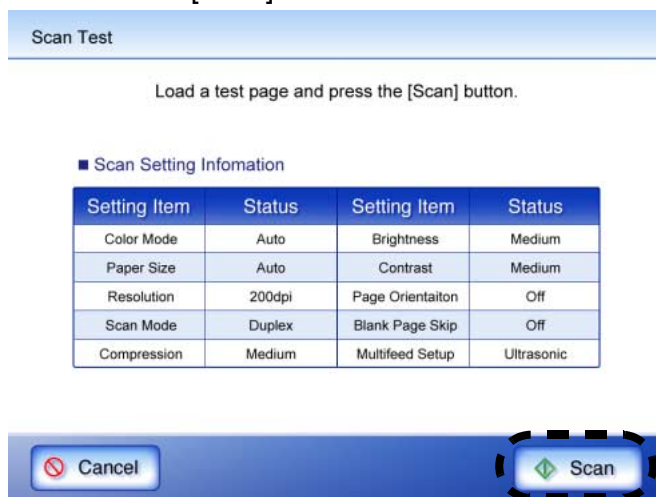 Scan Test
Load a test page and press the [Scan] button.
■ Scan Setting Infomation
Setting Item Status Setting Item Status
Color Mode Auto Brightness Medium
Paper Size Auto Contrast Medium
Resolution 200dpi Page Orientaiton Off
Scan Mode Duplex Blank Page Skip Off
Compression Medium Multifeed Setup Ultrasonic
Cancel Scan